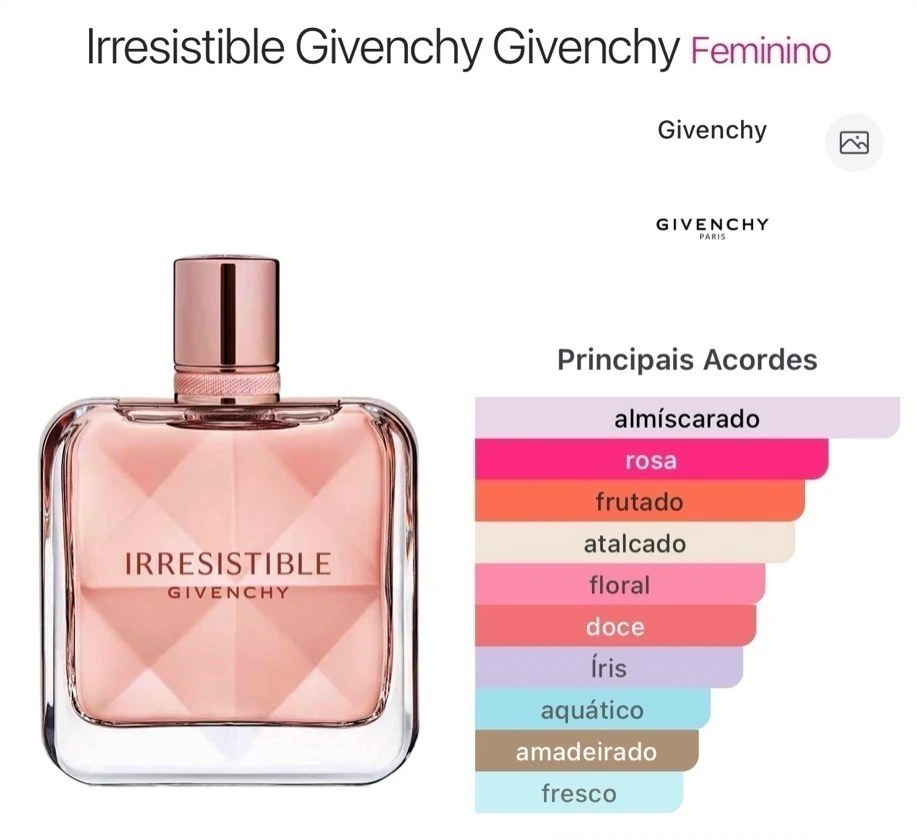 Irresistible Givenchy Givenchy Feminino
Givenchy
GIVENCHY
PARIS
Principais Acordes
almíscarado
rosa
frutado
atalcado
floral
doce
Íris
aquático
amadeirado
fresco
IRRESISTIBLE
GIVENCHY